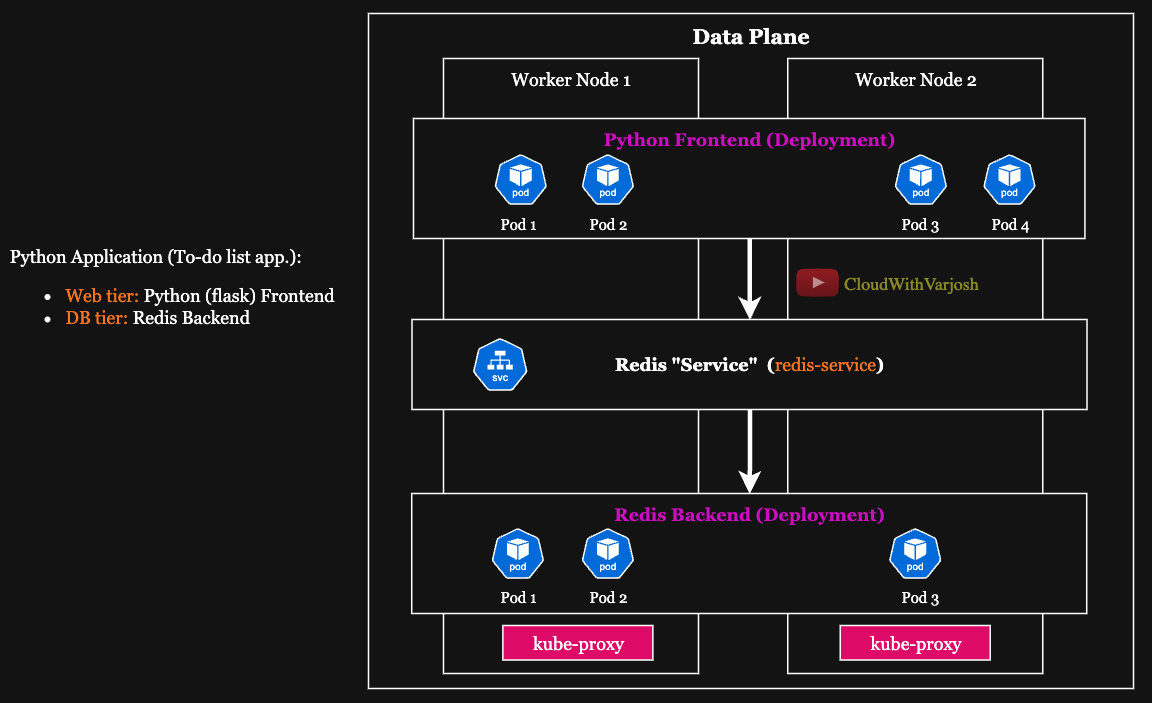 Data Plane
Worker Node 1
Worker Node 2
Python Frontend (Deployment)
pod
pod
pod
pod
Pod 1
Pod 2
Pod 3
Pod 4
Python Application (To-do list app.):
• Web tier: Python (flask) Frontend
• DB tier: Redis Backend
CloudWithVarjosh
svc
Redis "Service" (redis-service)
Redis Backend (Deployment)
pod
pod
pod
Pod 1
Pod 2
Pod 3
kube-proxy
kube-proxy